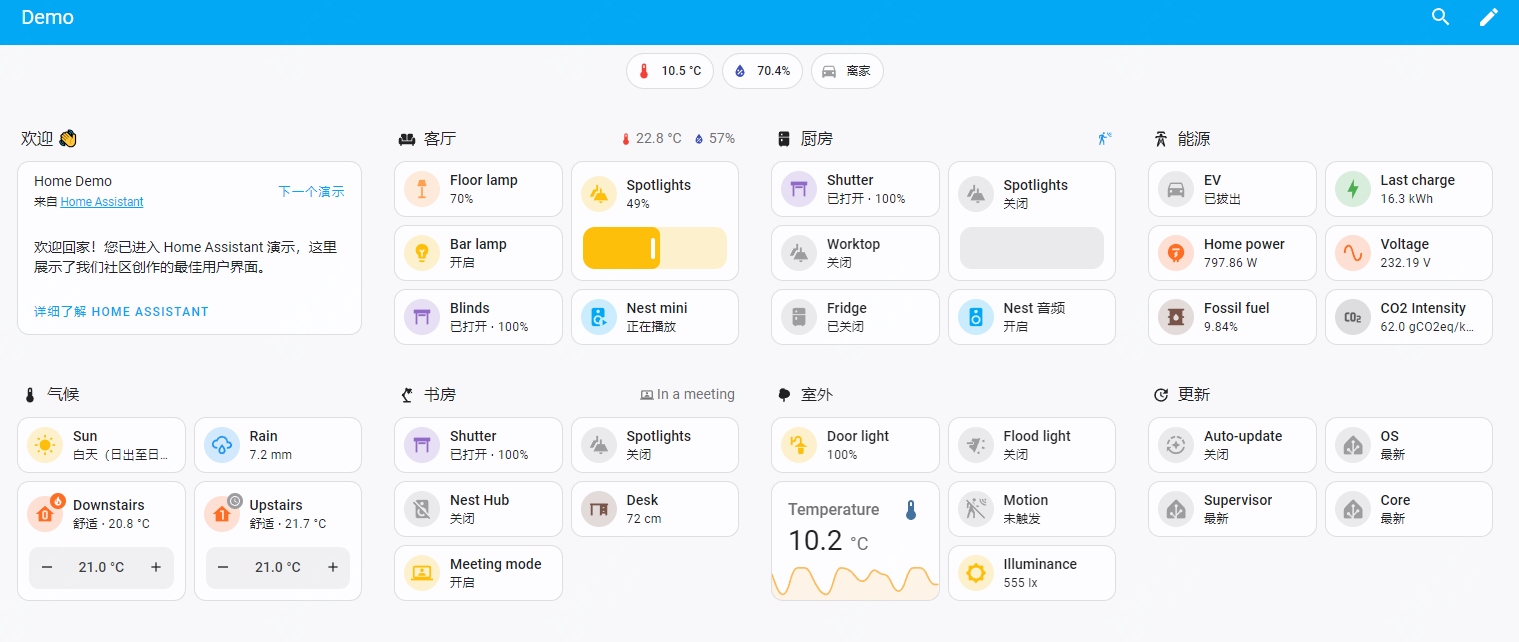 Demo
10.5 °C
70.4%
离家
欢迎 👋
Home Demo
来自 Home Assistant
下一个演示
欢迎回家！您已进入 Home Assistant 演示，这里
展示了我们社区创作的最佳用户界面。
详细了解 HOME ASSISTANT
客厅
22.8 °C
57%
Floor lamp
70%
Spotlights
49%
Bar lamp
开启
Blinds
已打开 · 100%
Nest mini
正在播放
厨房
Shutter
已打开 · 100%
Spotlights
关闭
Worktop
关闭
Fridge
已关闭
Nest 音频
开启
能源
EV
已拔出
Last charge
16.3 kWh
Home power
797.86 W
Voltage
232.19 V
Fossil fuel
9.84%
CO2
CO2 Intensity
62.0 gCO2eq/k...
气候
Sun
白天（日出至日...
Rain
7.2 mm
0
Downstairs
舒适 · 20.8 °C
− 21.0 °C +
1
Upstairs
舒适 · 21.7 °C
− 21.0 °C +
书房
In a meeting
Shutter
已打开 · 100%
Spotlights
关闭
Nest Hub
关闭
Desk
72 cm
Meeting mode
开启
室外
Door light
100%
Flood light
关闭
Temperature
10.2 °C
Motion
未触发
Illuminance
555 lx
更新
Auto-update
关闭
OS
最新
Supervisor
最新
Core
最新